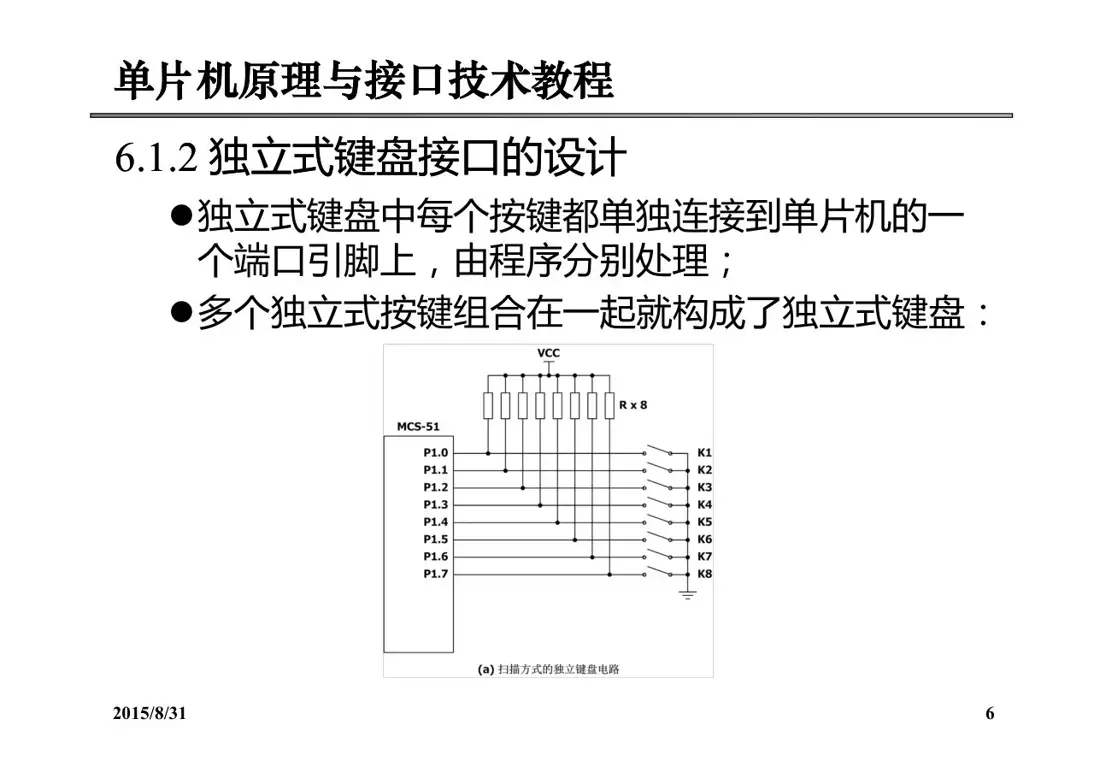 单片机原理与接口技术教程
6.1.2 独立式键盘接口的设计
●独立式键盘中每个按键都单独连接到单片机的一
个端口引脚上，由程序分别处理；
●多个独立式按键组合在一起就构成了独立式键盘：
VCC
R x 8
MCS-51
P1.0
K1
P1.1
K2
P1.2
K3
P1.3
K4
P1.4
K5
P1.5
K6
P1.6
K7
P1.7
K8
(a) 扫描方式的独立键盘电路
2015/8/31
6